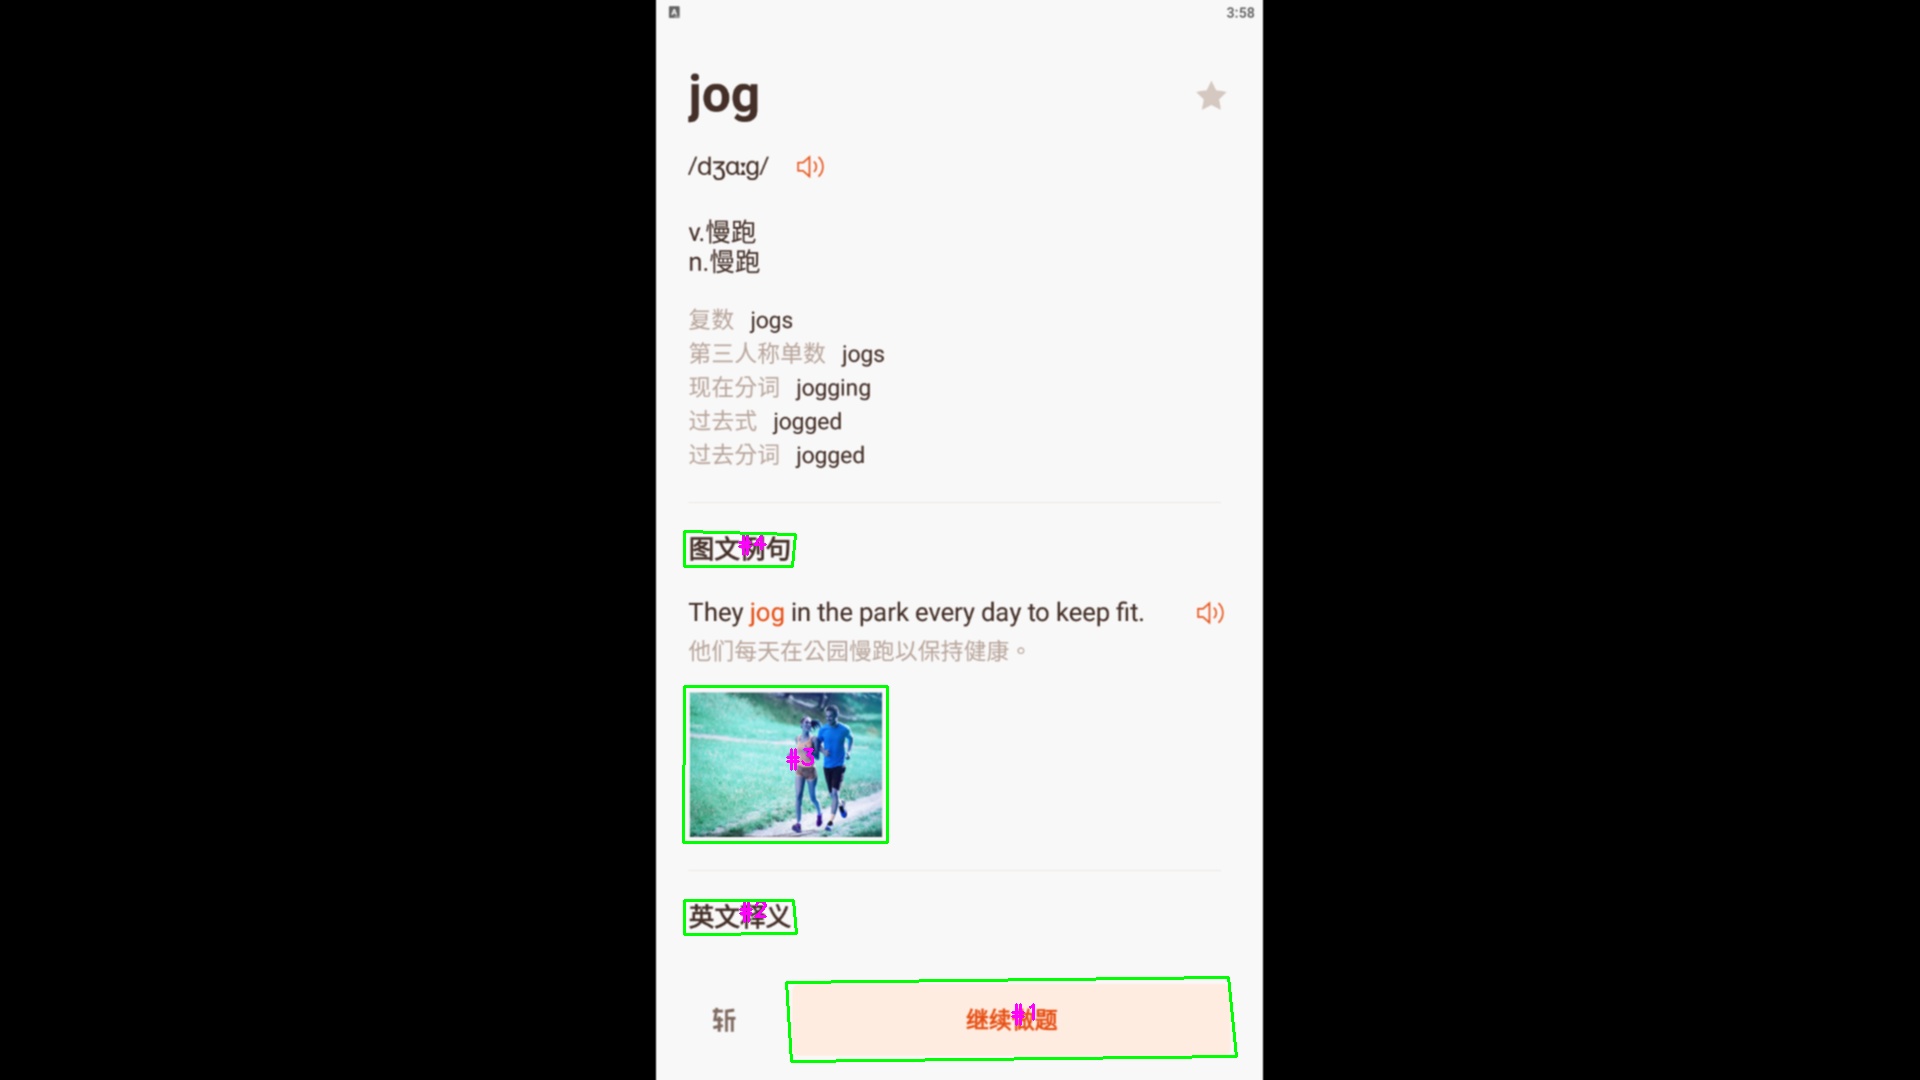 3:58
jog
/dʒɑːg/
v.慢跑
n.慢跑
复数 jogs
第三人称单数 jogs
现在分词 jogging
过去式 jogged
过去分词 jogged
图文例句
#4
They jog in the park every day to keep fit.
他们每天在公园慢跑以保持健康。
#3
英文释义
#2
斩
继续做题
#1